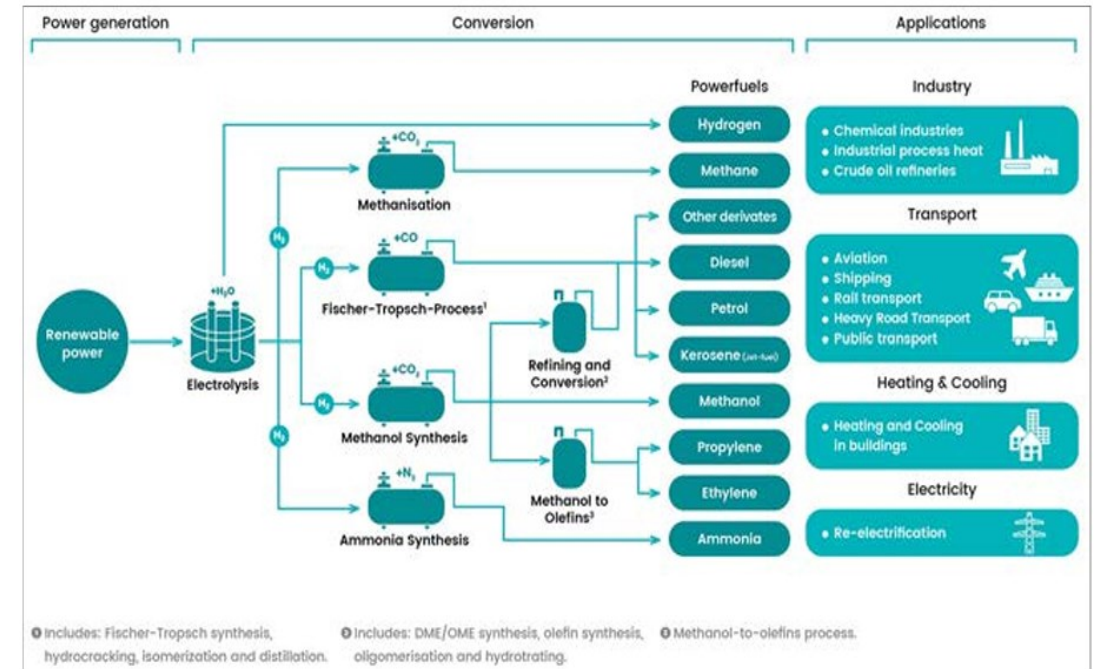 Power generation
Conversion
Applications
Powerfuels
Industry
Hydrogen
• Chemical industries
• Industrial process heat
• Crude oil refineries
+CO₂
Methane
Methanisation
Transport
Other derivates
+CO
H₂
Diesel
• Aviation
• Shipping
• Rail transport
• Heavy Road Transport
• Public transport
H₂
Fischer-Tropsch-Process¹
+H₂O
Petrol
Renewable
power
Electrolysis
Refining and
Conversion²
Kerosene (Jet-fuel)
+CO₂
Heating & Cooling
Methanol
H₂
Methanol Synthesis
• Heating and Cooling
in buildings
H₂
Propylene
+N₂
Methanol to
Olefins³
Ethylene
Electricity
Ammonia Synthesis
Ammonia
• Re-electrification
1 Includes: Fischer-Tropsch synthesis,
hydrocracking, isomerization and distillation.
2 Includes: DME/OME synthesis, olefin synthesis,
oligomerisation and hydrotrating.
3 Methanol-to-olefins process.